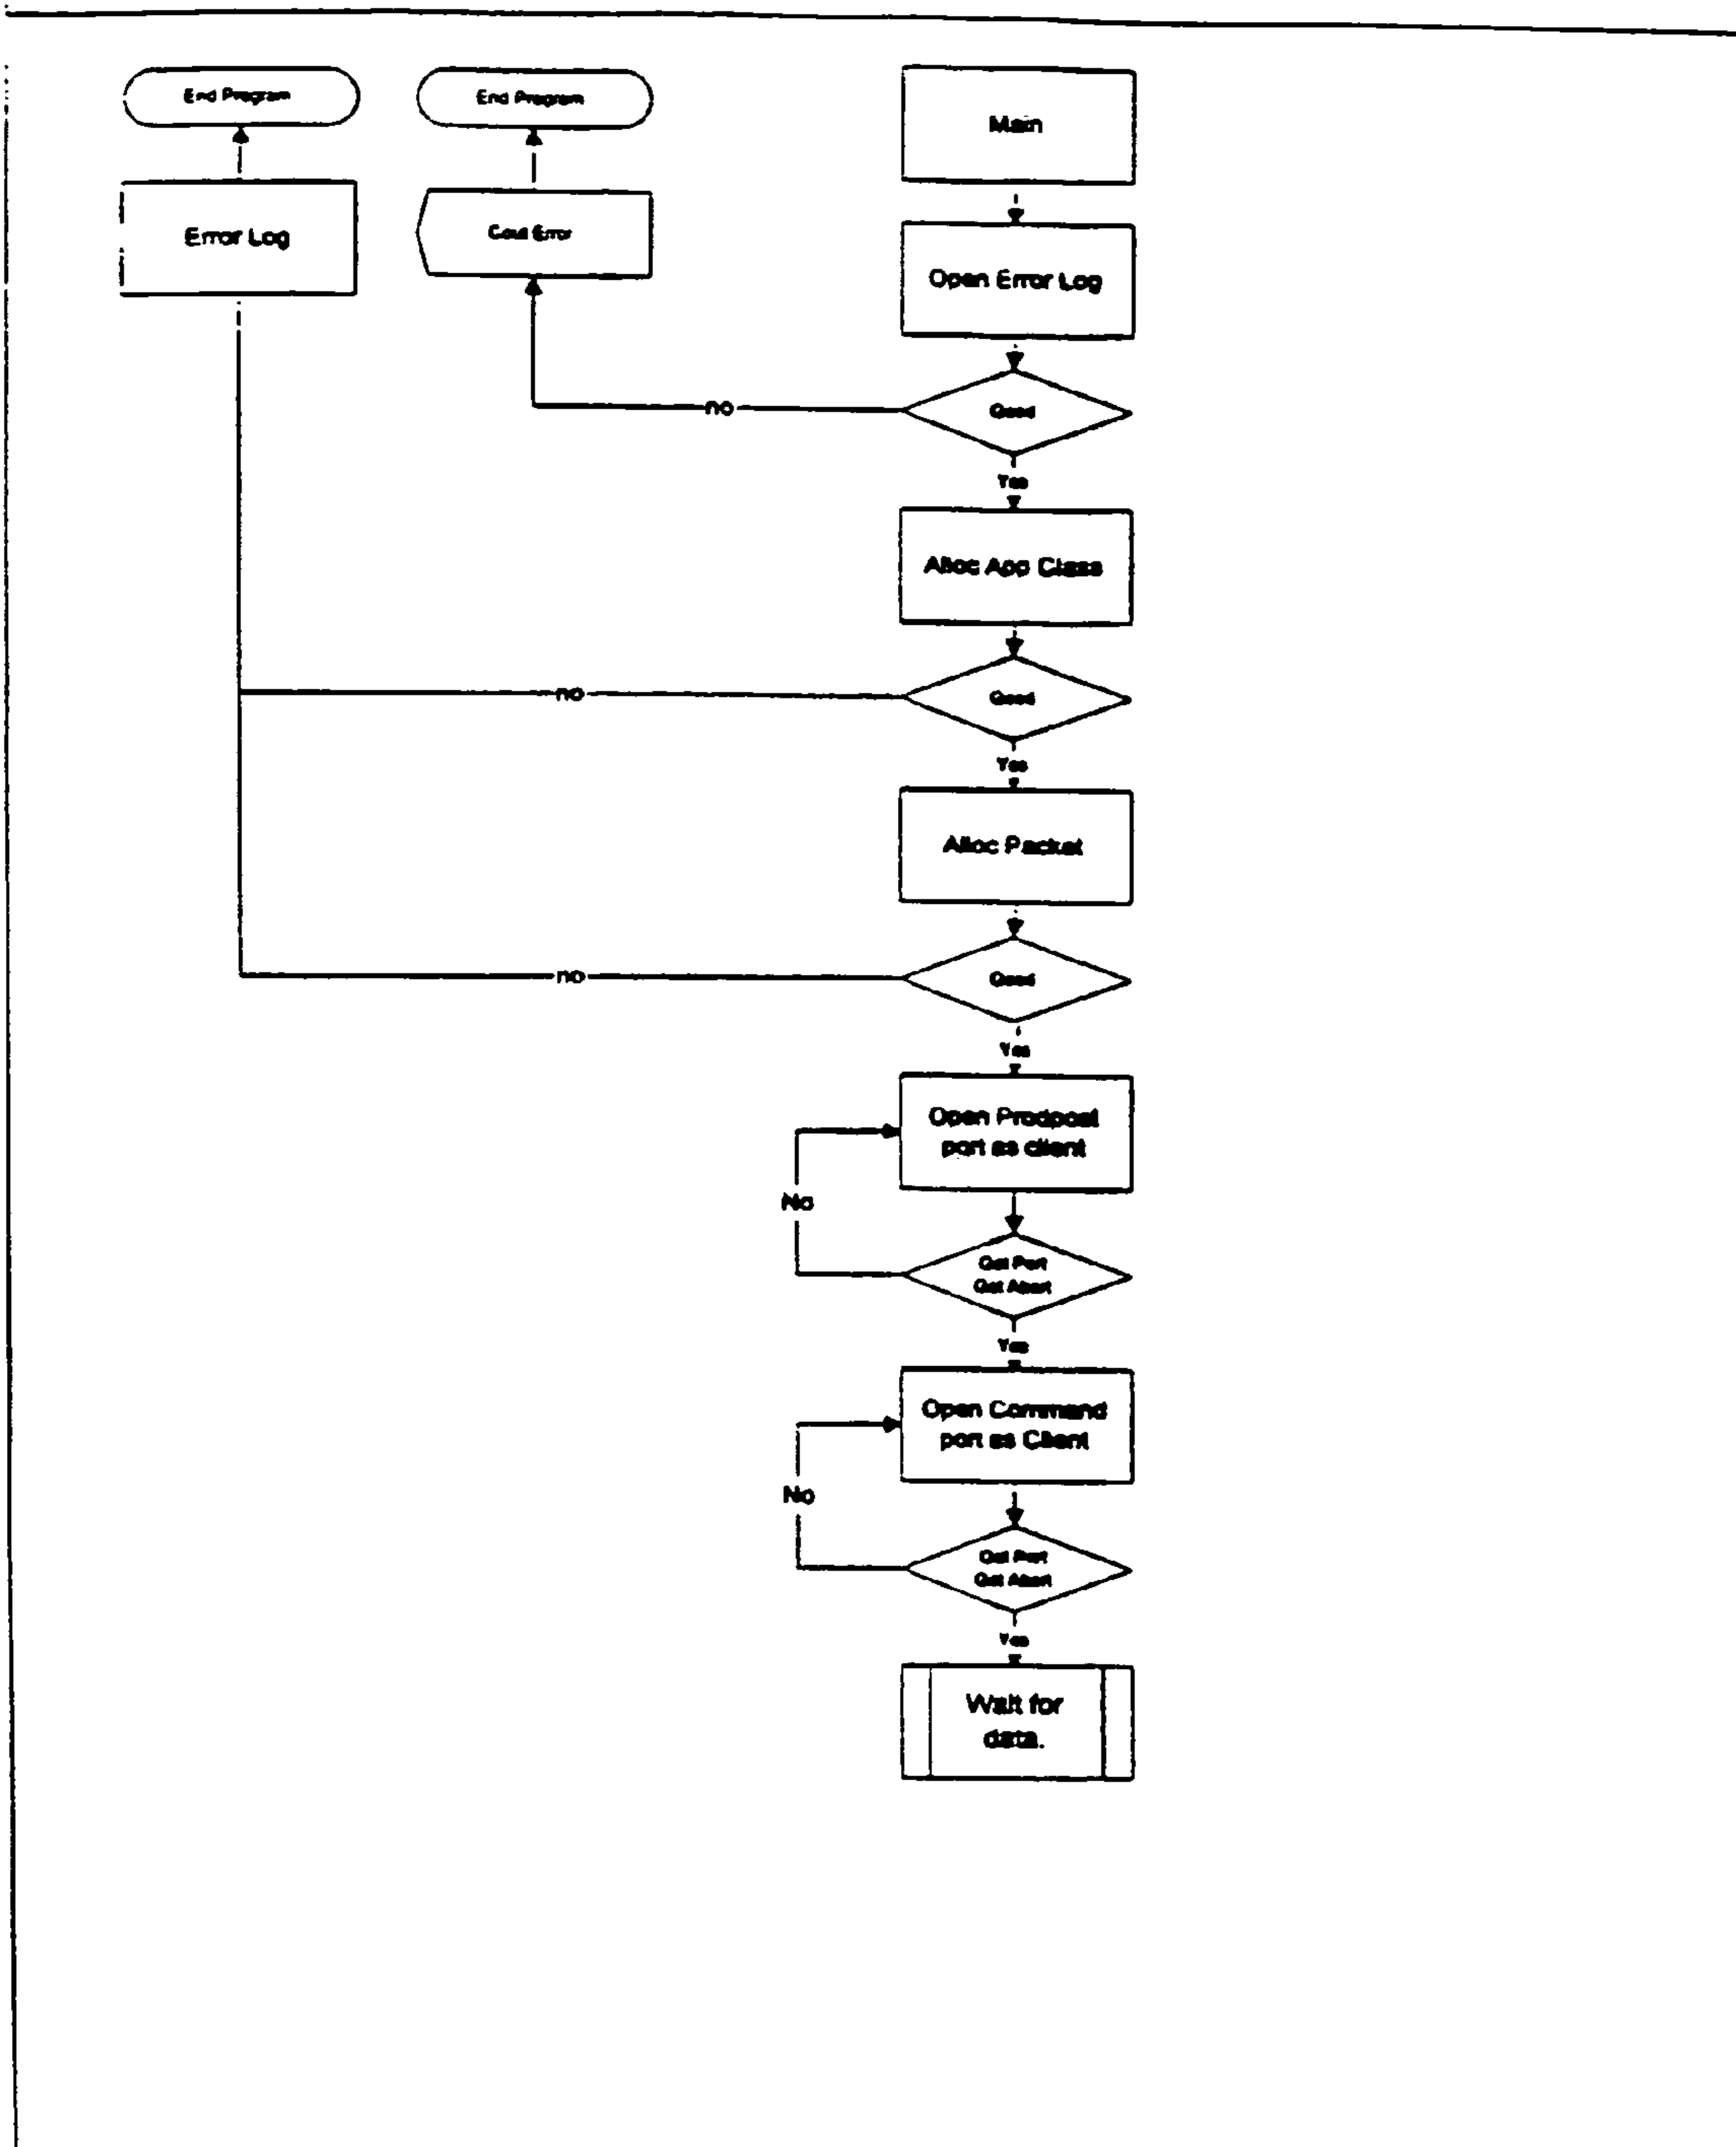 End Program
End Program
Main
Error Log
Cout Error
Open Error Log
no
Good
Yes
Alloc App Class
no
Good
Yes
Alloc Packet
no
Good
Yes
Open Prodpost
port as client
No
Got Port
Got Abort
Yes
Open Command
port as Client
No
Got Port
Got Abort
Yes
Wait for
data.